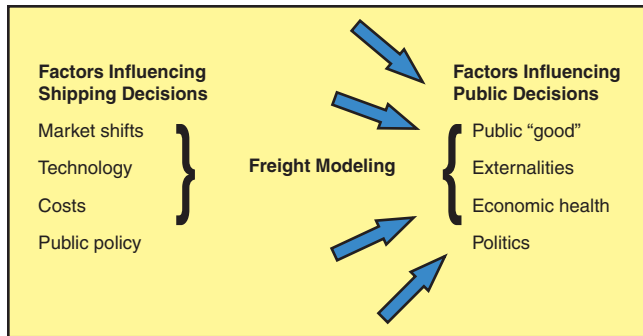 Factors Influencing
Shipping Decisions
Market shifts
Technology
Costs
Public policy
Freight Modeling
Factors Influencing
Public Decisions
Public “good”
Externalities
Economic health
Politics